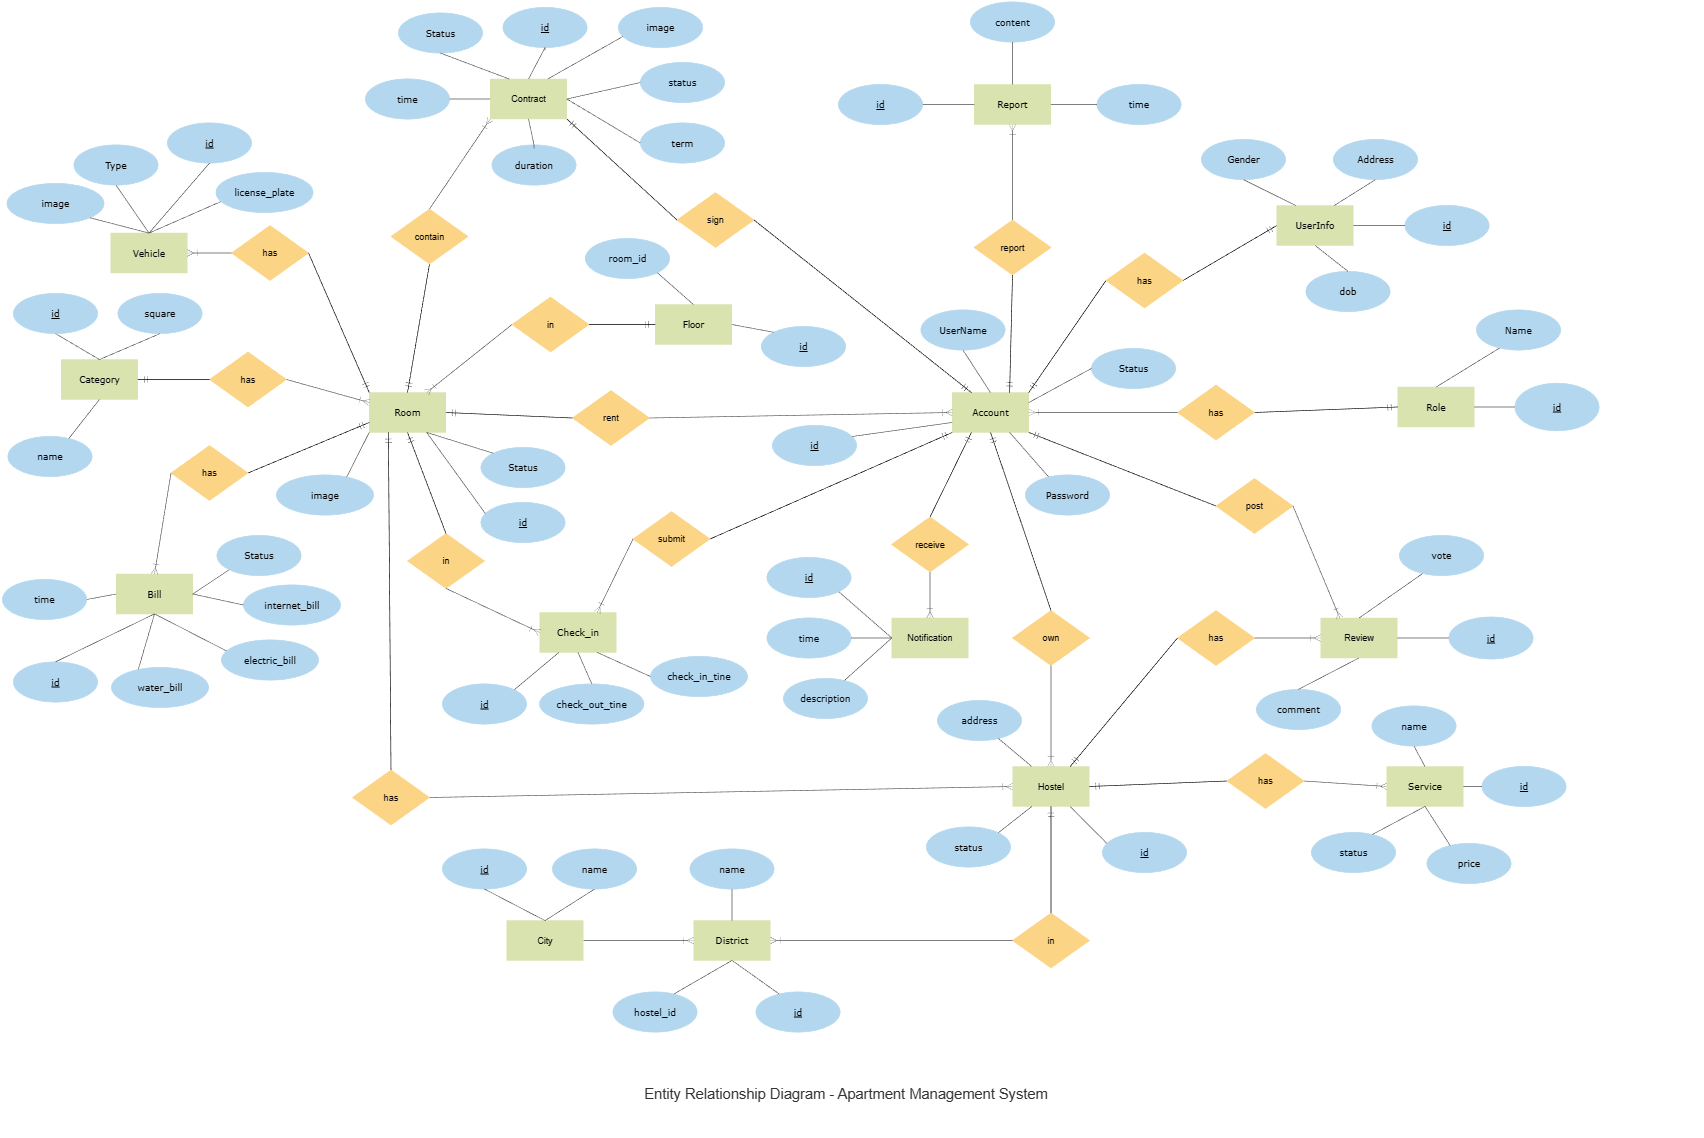 content
Status
id
image
status
time
Contract
term
duration
id
Report
time
id
Type
license_plate
image
Vehicle
has
contain
sign
report
Gender
Address
UserInfo
id
dob
has
room_id
in
Floor
id
id
square
Category
has
name
UserName
Status
Name
Role
id
has
Room
rent
Account
id
Password
has
image
Status
id
in
submit
receive
post
own
Status
time
Bill
internet_bill
id
water_bill
electric_bill
Check_in
id
check_out_tine
check_in_tine
id
time
Notification
description
vote
has
Review
id
comment
address
Hostel
has
has
name
Service
id
status
price
status
id
id
name
name
City
District
in
hostel_id
id
Entity Relationship Diagram - Apartment Management System